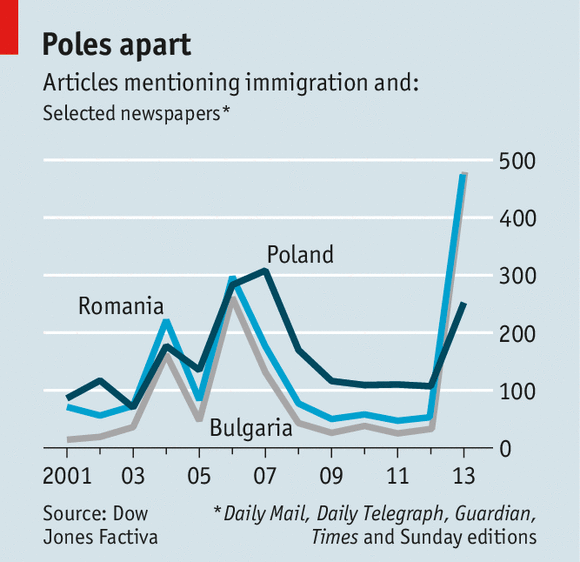 Poles apart
Articles mentioning immigration and:
Selected newspapers*
500
400
300
200
100
0
Poland
Romania
Bulgaria
2001 03 05 07 09 11 13
Source: Dow
Jones Factiva
*Daily Mail, Daily Telegraph, Guardian,
Times and Sunday editions